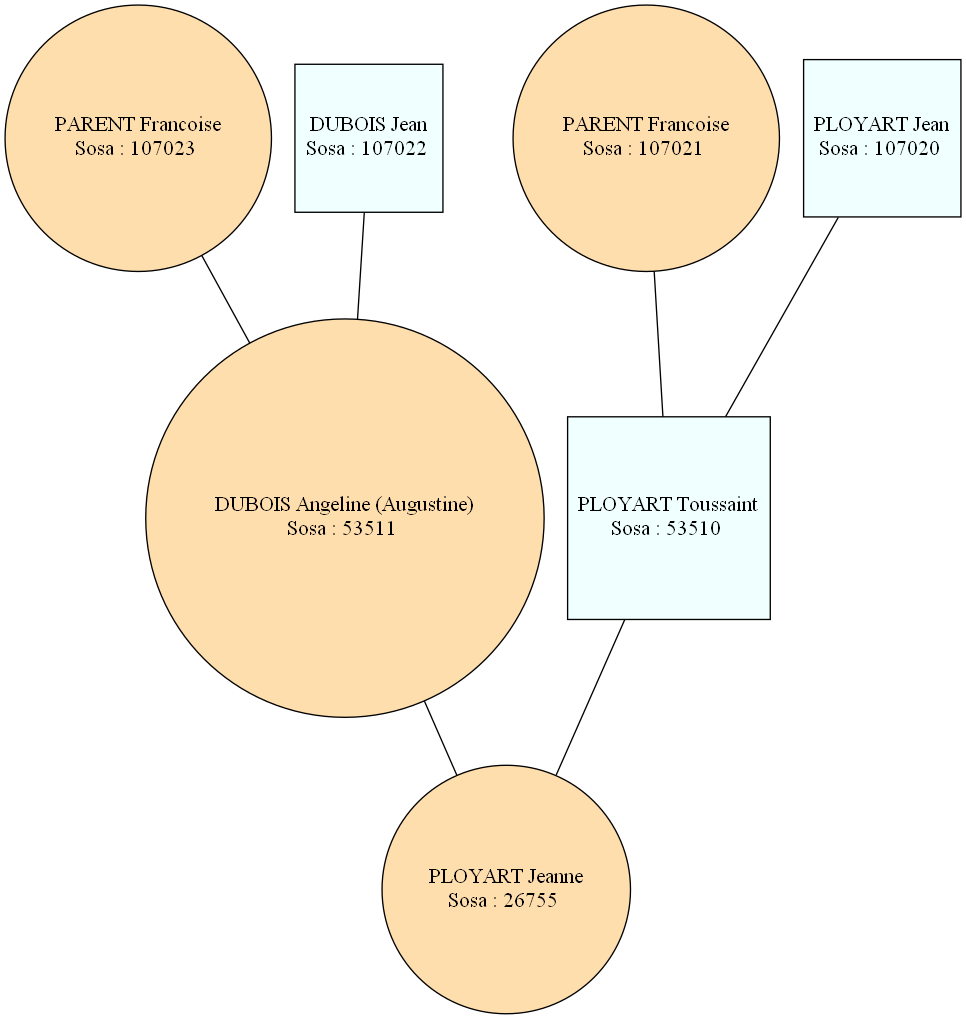 PARENT Francoise
Sosa : 107023
DUBOIS Jean
Sosa : 107022
PARENT Francoise
Sosa : 107021
PLOYART Jean
Sosa : 107020
DUBOIS Angeline (Augustine)
Sosa : 53511
PLOYART Toussaint
Sosa : 53510
PLOYART Jeanne
Sosa : 26755